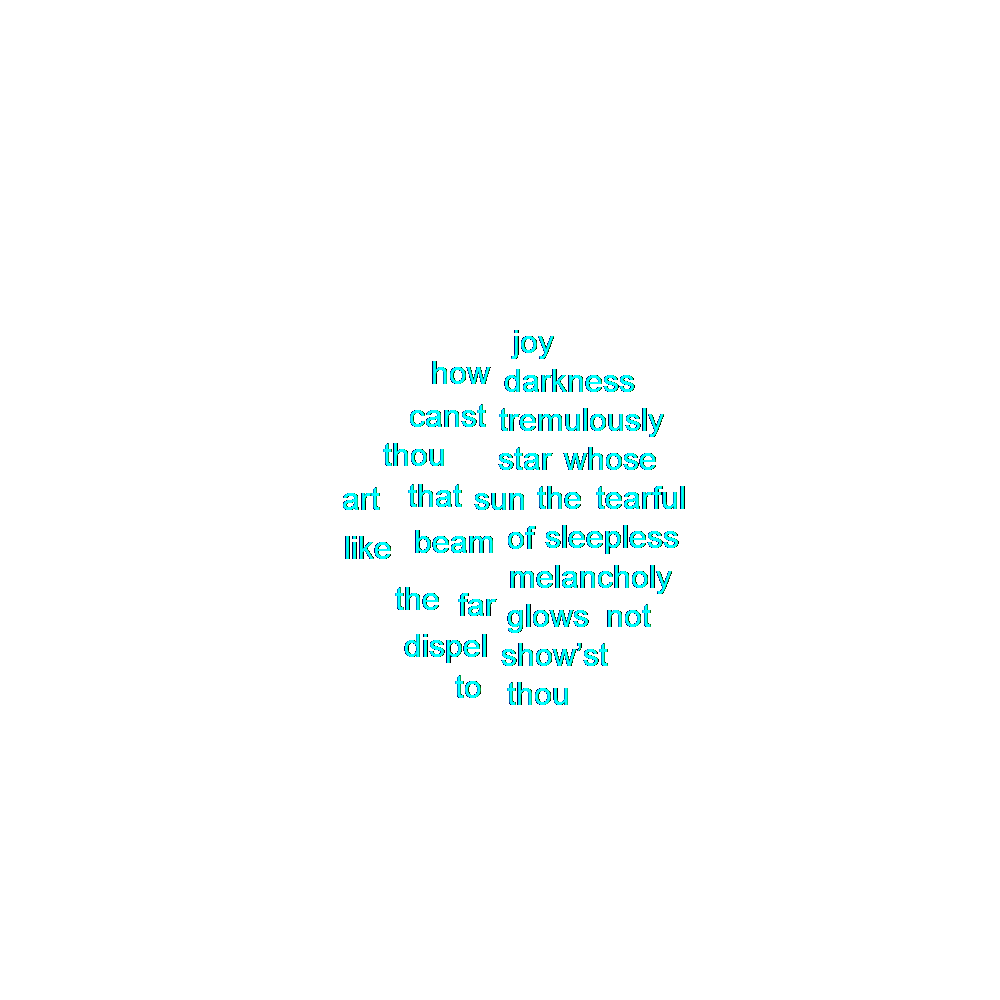 joy
how darkness
canst tremulously
thou star whose
art that sun the tearful
like beam of sleepless
melancholy
the far glows not
dispel show’st
to thou